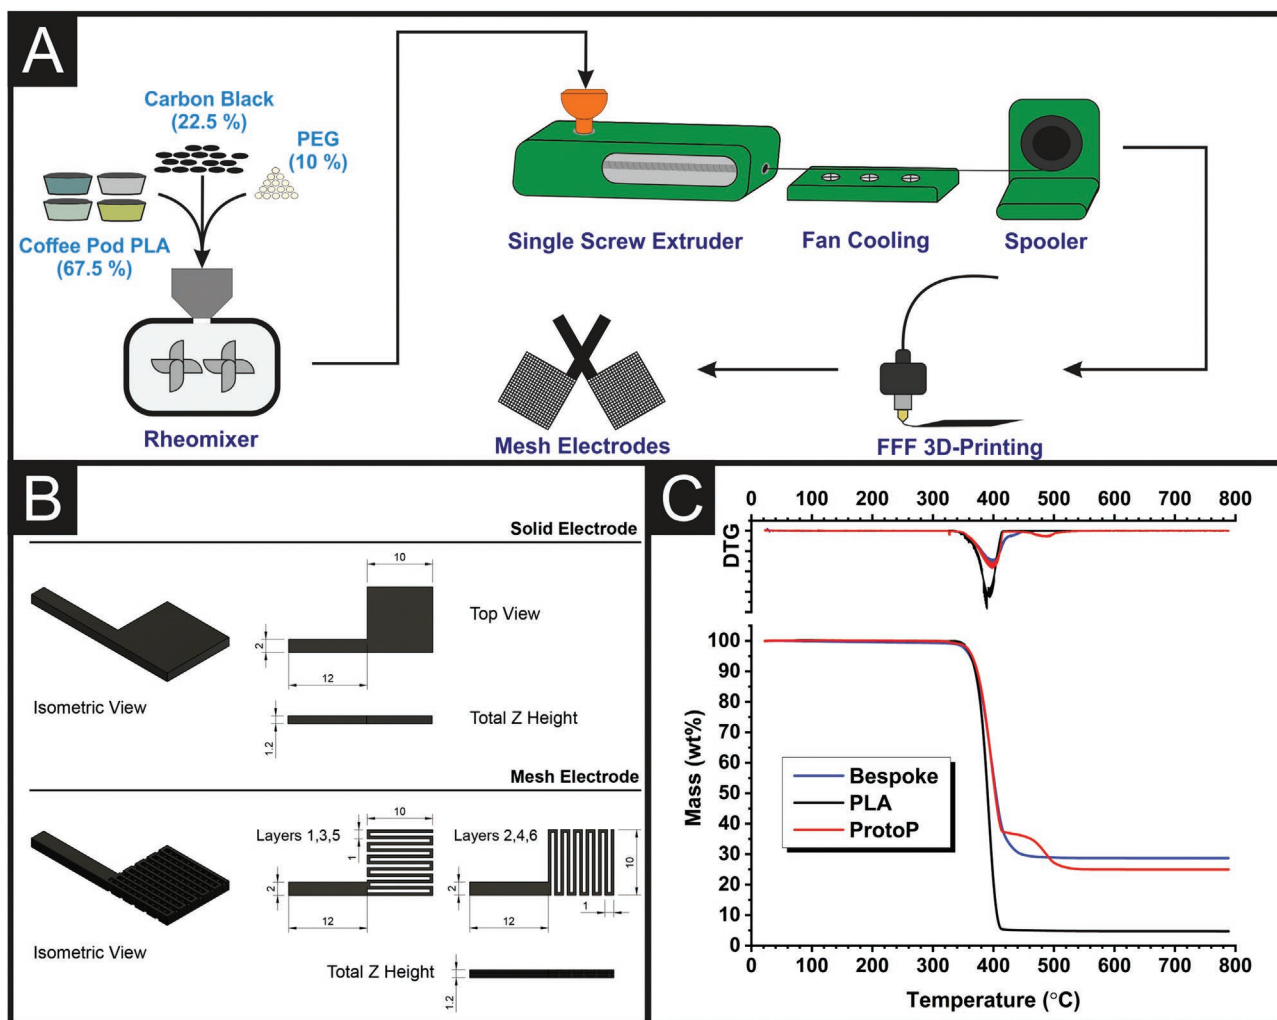 A
Carbon Black
(22.5 %)
PEG
(10 %)
Coffee Pod PLA
(67.5 %)
Rheomixer
Single Screw Extruder
Fan Cooling
Spooler
Mesh Electrodes
FFF 3D-Printing
B
Solid Electrode
10
2
12
Top View
Isometric View
1.2
Total Z Height
Mesh Electrode
Layers 1,3,5
10
1
2
12
Layers 2,4,6
10
2
1
12
Isometric View
Total Z Height
1.2
C
0 100 200 300 400 500 600 700 800
DTG
100
90
80
70
60
50
40
30
20
10
0
Mass (wt%)
Bespoke
PLA
ProtoP
0 100 200 300 400 500 600 700 800
Temperature (°C)